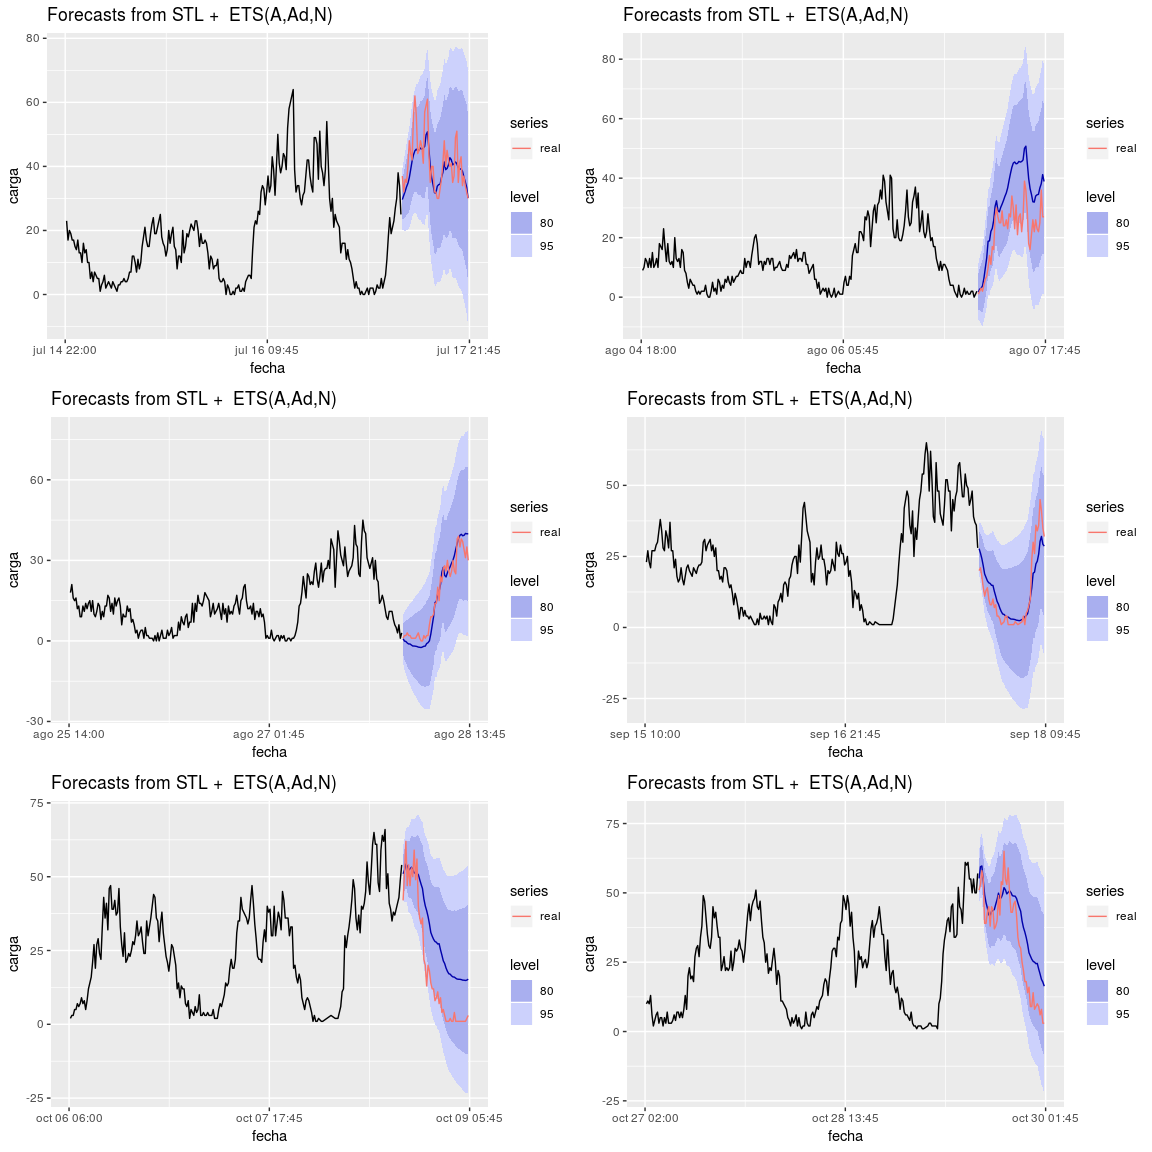 Forecasts from STL +  ETS(A,Ad,N)
80
60
40
20
0
carga
jul 14 22:00
jul 16 09:45
jul 17 21:45
fecha
series
real
level
80
95
Forecasts from STL +  ETS(A,Ad,N)
80
60
40
20
0
carga
ago 04 18:00
ago 06 05:45
ago 07 17:45
fecha
series
real
level
80
95
Forecasts from STL +  ETS(A,Ad,N)
60
30
0
-30
carga
ago 25 14:00
ago 27 01:45
ago 28 13:45
fecha
series
real
level
80
95
Forecasts from STL +  ETS(A,Ad,N)
50
25
0
-25
carga
sep 15 10:00
sep 16 21:45
sep 18 09:45
fecha
series
real
level
80
95
Forecasts from STL +  ETS(A,Ad,N)
75
50
25
0
-25
carga
oct 06 06:00
oct 07 17:45
oct 09 05:45
fecha
series
real
level
80
95
Forecasts from STL +  ETS(A,Ad,N)
75
50
25
0
-25
carga
oct 27 02:00
oct 28 13:45
oct 30 01:45
fecha
series
real
level
80
95